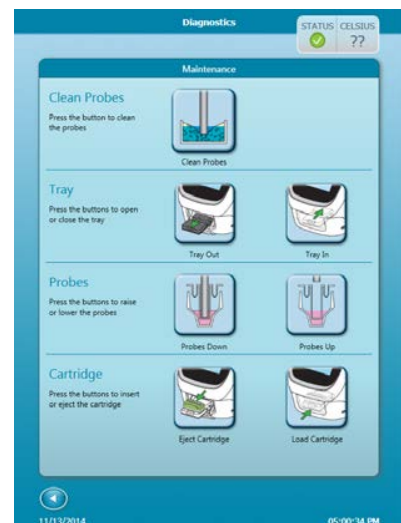 Diagnostics
STATUS CELSIUS
??
Maintenance
Clean Probes
Press the button to clean
the probes
Clean Probes
Tray
Press the buttons to open
or close the tray
Tray Out Tray In
Probes
Press the buttons to raise
or lower the probes
Probes Down Probes Up
Cartridge
Press the buttons to insert
or eject the cartridge
Eject Cartridge Load Cartridge
11/13/2014 05:00:34 PM